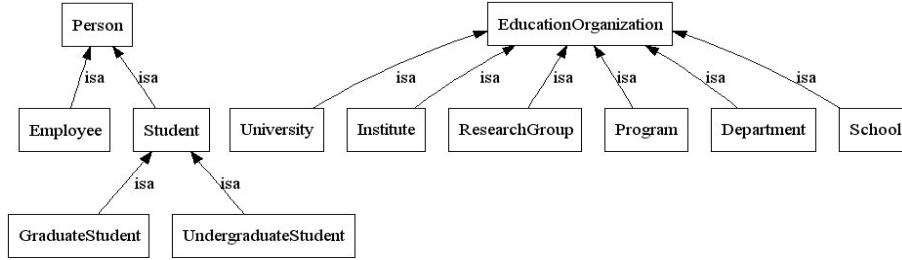 Person
EducationOrganization
isa
isa
isa
isa
isa
isa
isa
isa
Employee
Student
University
Institute
ResearchGroup
Program
Department
School
isa
isa
GraduateStudent
UndergraduateStudent